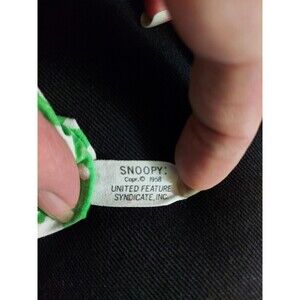 SNOOPY:
Copr.© 1958
UNITED FEATURE
SYNDICATE, INC.